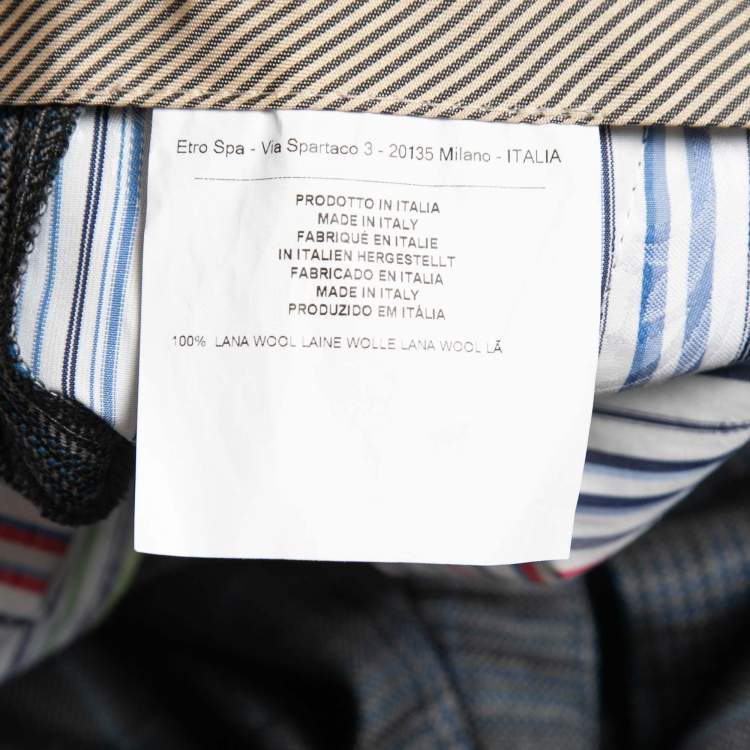 Etro Spa - Via Spartaco 3 - 20135 Milano - ITALIA
PRODOTTO IN ITALIA
MADE IN ITALY
FABRIQUÉ EN ITALIE
IN ITALIEN HERGESTELLT
FABRICADO EN ITALIA
MADE IN ITALY
PRODUZIDO EM ITÁLIA
100% LANA WOOL LAINE WOLLE LANA WOOL LÃ